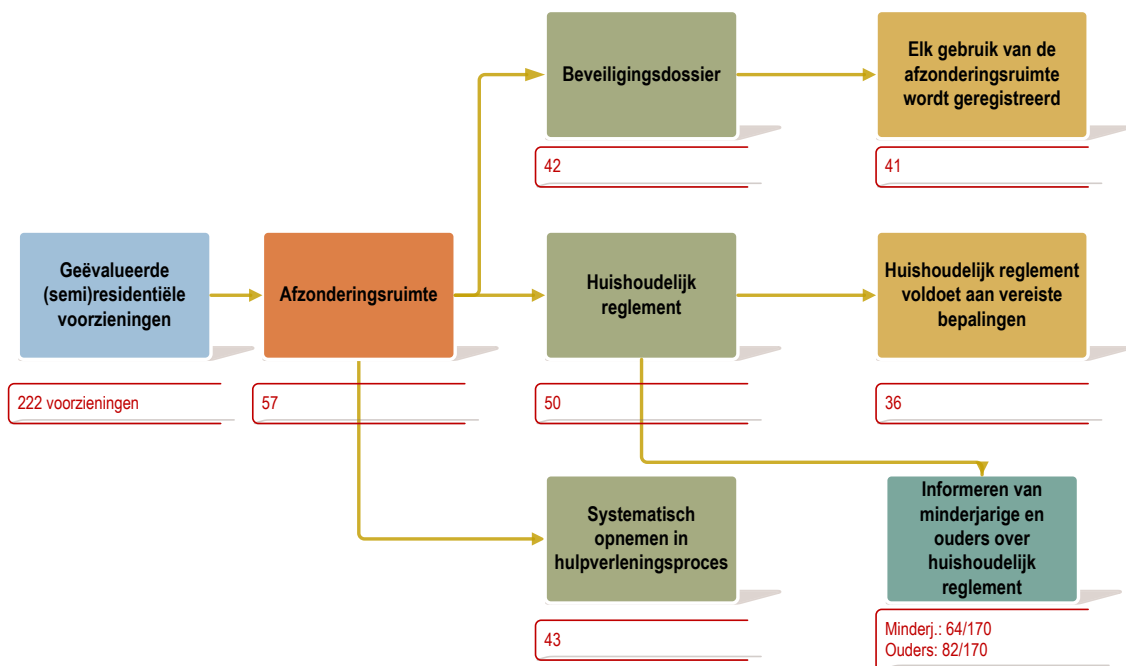 Beveiligingsdossier
42
Elk gebruik van de
afzonderingsruimte
wordt geregistreerd
41
Geëvalueerde
(semi)residentiële
voorzieningen
222 voorzieningen
Afzonderingsruimte
57
Huishoudelijk
reglement
50
Huishoudelijk reglement
voldoet aan vereiste
bepalingen
36
Systematisch
opnemen in
hulpverleningsproces
43
Informeren van
minderjarige en
ouders over
huishoudelijk
reglement
Minderj.: 64/170
Ouders: 82/170